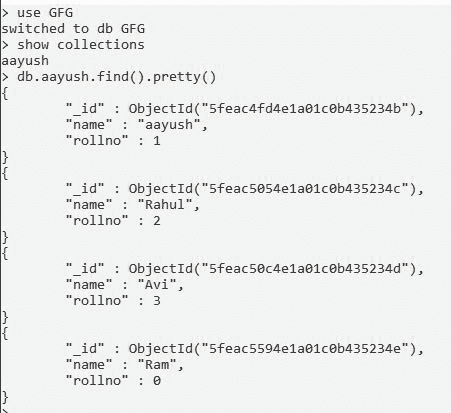 > use GFG
switched to db GFG
> show collections
aayush
> db.aayush.find().pretty()
{
        "_id" : ObjectId("5feac4fd4e1a01c0b435234b"),
        "name" : "aayush",
        "rollno" : 1
}
{
        "_id" : ObjectId("5feac5054e1a01c0b435234c"),
        "name" : "Rahul",
        "rollno" : 2
}
{
        "_id" : ObjectId("5feac50c4e1a01c0b435234d"),
        "name" : "Avi",
        "rollno" : 3
}
{
        "_id" : ObjectId("5feac5594e1a01c0b435234e"),
        "name" : "Ram",
        "rollno" : 0
}
>